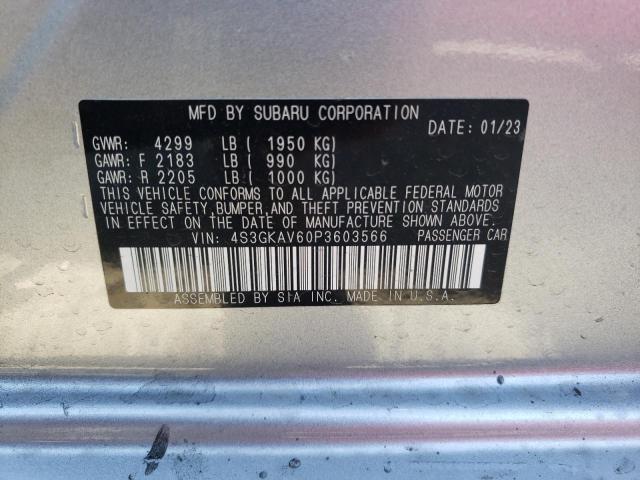 MFD BY SUBARU CORPORATION
DATE: 01/23
GVWR: 4299 LB ( 1950 KG)
GAWR: F 2183 LB ( 990 KG)
GAWR: R 2205 LB ( 1000 KG)
THIS VEHICLE CONFORMS TO ALL APPLICABLE FEDERAL MOTOR
VEHICLE SAFETY, BUMPER, AND THEFT PREVENTION STANDARDS
IN EFFECT ON THE DATE OF MANUFACTURE SHOWN ABOVE.
VIN: 4S3GKAV60P3603566 PASSENGER CAR
ASSEMBLED BY SIA INC. MADE IN U.S.A.